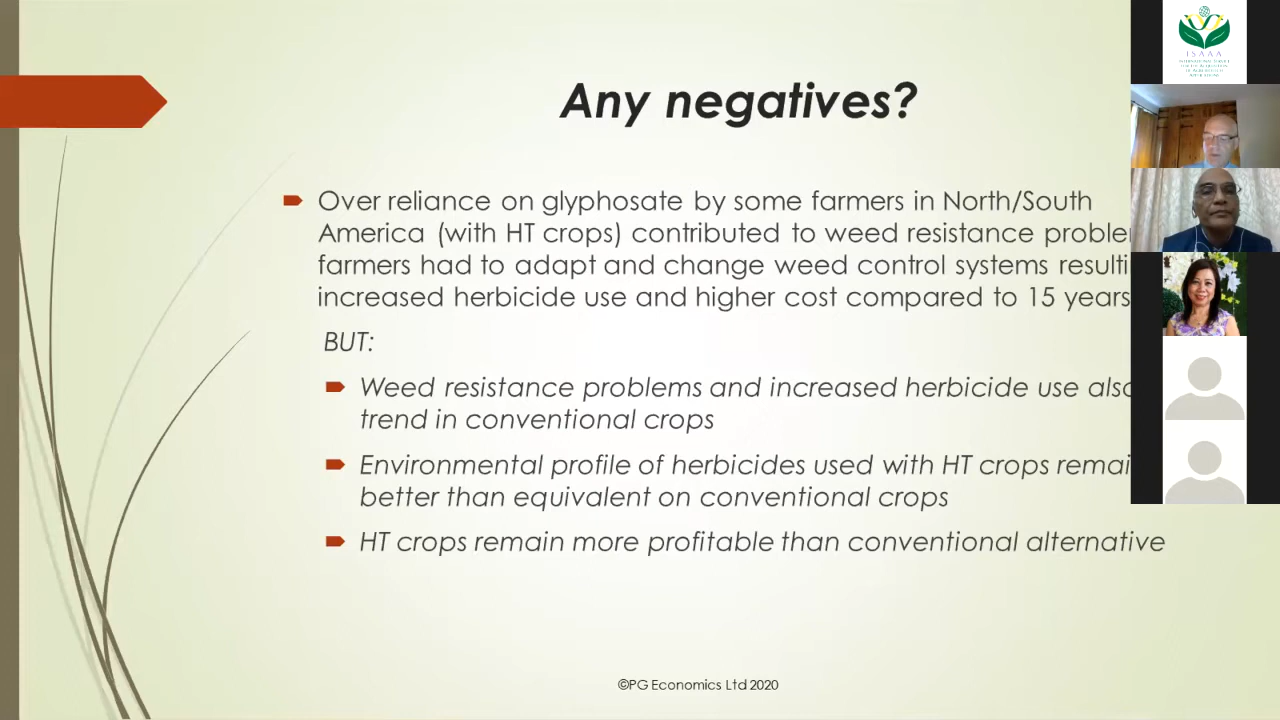 Any negatives?
Over reliance on glyphosate by some farmers in North/South
America (with HT crops) contributed to weed resistance
farmers had to adapt and change weed control systems
increased herbicide use and higher cost compared to 15 years
BUT:
Weed resistance problems and increased herbicide use
trend in conventional crops
Environmental profile of herbicides used with HT crops
better than equivalent on conventional crops
HT crops remain more profitable than conventional alternative
©PG Economics Ltd 2020
ISAAA